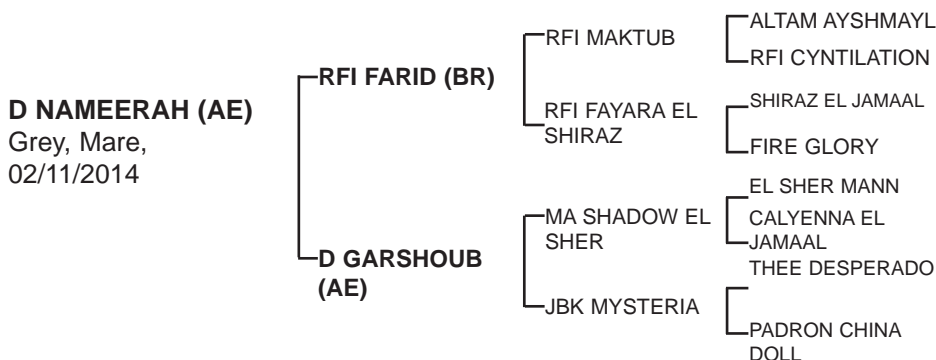 D NAMEERAH (AE)
Grey, Mare,
02/11/2014
RFI FARID (BR)
D GARSHOUB
(AE)
RFI MAKTUB
RFI FAYARA EL
SHIRAZ
MA SHADOW EL
SHER
JBK MYSTERIA
ALTAM AYSHMAYL
RFI CYNTILATION
SHIRAZ EL JAMAAL
FIRE GLORY
EL SHER MANN
CALYENNA EL
JAMAAL
THEE DESPERADO
PADRON CHINA
DOLL